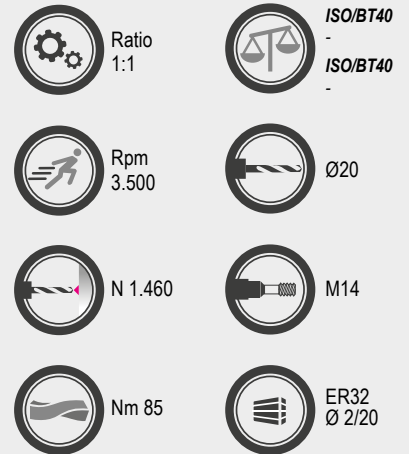 Ratio
1:1
ISO/BT40
-
ISO/BT40
-
Rpm
3.500
Ø20
N 1.460
M14
Nm 85
ER32
Ø 2/20